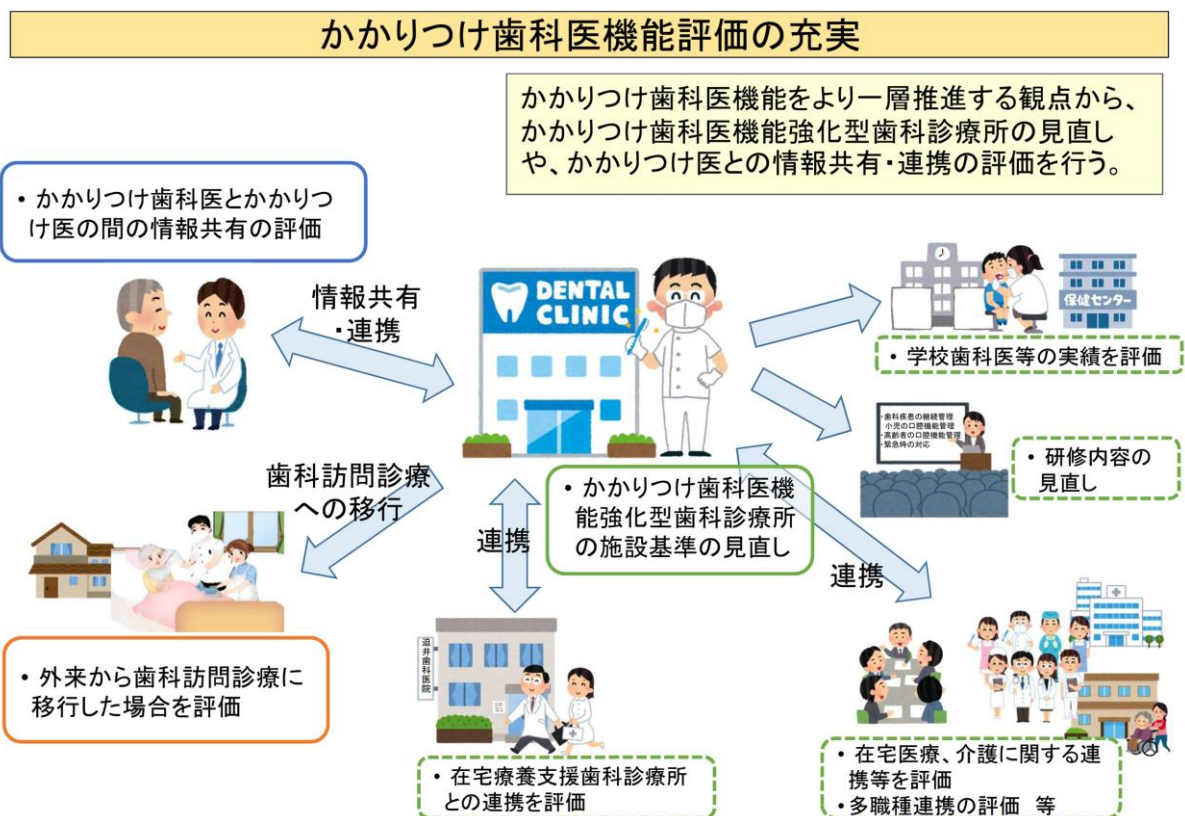 かかりつけ歯科医機能評価の充実
かかりつけ歯科医機能をより一層推進する観点から、
かかりつけ歯科医機能強化型歯科診療所の見直し
や、かかりつけ医との情報共有・連携の評価を行う。
・かかりつけ歯科医とかかりつ
け医の間の情報共有の評価
情報共有
・連携
DENTAL
CLINIC
保健センター
・学校歯科医等の実績を評価
・歯科疾患の継続管理
小児の口腔機能管理
・高齢者の口腔機能管理
・緊急時の対応
・研修内容の
見直し
歯科訪問診療
への移行
・かかりつけ歯科医機
能強化型歯科診療所
の施設基準の見直し
連携
連携
・外来から歯科訪問診療に
移行した場合を評価
迫井歯科医院
・在宅療養支援歯科診療所
との連携を評価
・在宅医療、介護に関する連
携等を評価
・多職種連携の評価 等